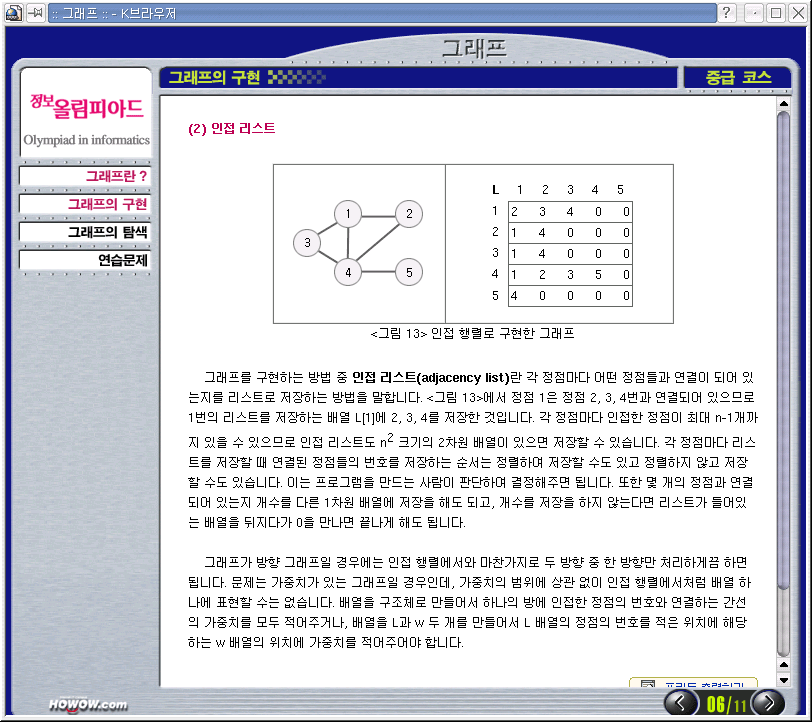 :: 그래프 :: - K브라우저
그래프
정보올림피아드
Olympiad in informatics
그래프란 ?
그래프의 구현
그래프의 탐색
연습문제
그래프의 구현
중급 코스
(2) 인접 리스트
1
2
3
4
5
L 1 2 3 4 5
1 2 3 4 0 0
2 1 4 0 0 0
3 1 4 0 0 0
4 1 2 3 5 0
5 4 0 0 0 0
<그림 13> 인접 행렬로 구현한 그래프
그래프를 구현하는 방법 중 인접 리스트(adjacency list)란 각 정점마다 어떤 정점들과 연결이 되어 있
는지를 리스트로 저장하는 방법을 말합니다. <그림 13>에서 정점 1은 정점 2, 3, 4번과 연결되어 있으므로
1번의 리스트를 저장하는 배열 L[1]에 2, 3, 4를 저장한 것입니다. 각 정점마다 인접한 정점이 최대 n-1개까
지 있을 수 있으므로 인접 리스트도 n² 크기의 2차원 배열이 있으면 저장할 수 있습니다. 각 정점마다 리스
트를 저장할 때 연결된 정점들의 번호를 저장하는 순서는 정렬하여 저장할 수도 있고 정렬하지 않고 저장
할 수도 있습니다. 이는 프로그램을 만드는 사람이 판단하여 결정해주면 됩니다. 또한 몇 개의 정점과 연결
되어 있는지 개수를 다른 1차원 배열에 저장을 해도 되고, 개수를 저장을 하지 않는다면 리스트가 들어있
는 배열을 뒤지다가 0을 만나면 끝나게 해도 됩니다.
그래프가 방향 그래프일 경우에는 인접 행렬에서와 마찬가지로 두 방향 중 한 방향만 처리하게끔 하면
됩니다. 문제는 가중치가 있는 그래프일 경우인데, 가중치의 범위에 상관 없이 인접 행렬에서처럼 배열 하
나에 표현할 수는 없습니다. 배열을 구조체로 만들어서 하나의 방에 인접한 정점의 번호와 연결하는 간선
의 가중치를 모두 적어주거나, 배열을 L과 w 두 개를 만들어서 L 배열의 정점의 번호를 적은 위치에 해당
하는 w 배열의 위치에 가중치를 적어주어야 합니다.
HOWOW.com
06/11